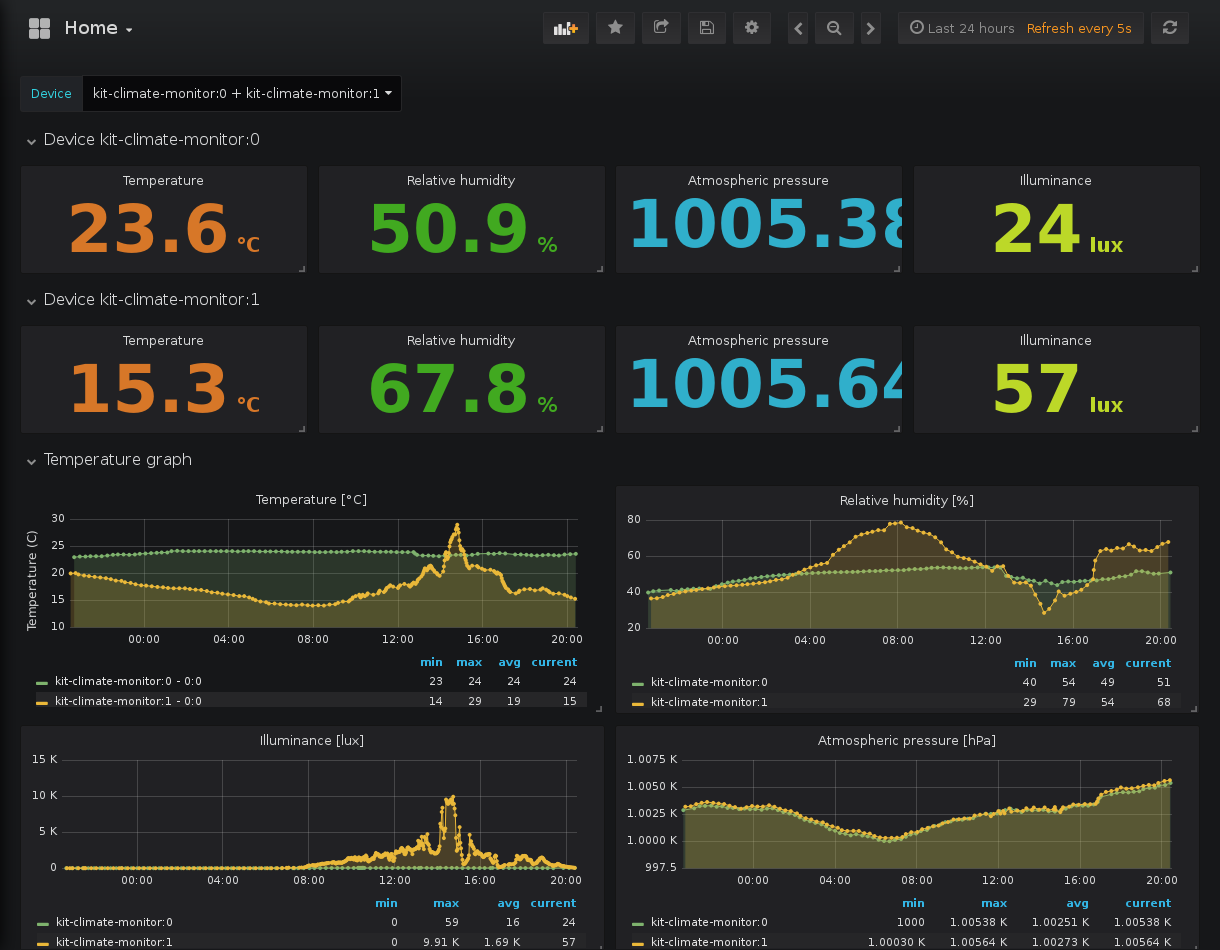 Home
Last 24 hours Refresh every 5s
Device kit-climate-monitor:0 + kit-climate-monitor:1
Device kit-climate-monitor:0
Temperature Relative humidity Atmospheric pressure Illuminance
23.6 °C 50.9 % 1005.38 24 lux
Device kit-climate-monitor:1
Temperature Relative humidity Atmospheric pressure Illuminance
15.3 °C 67.8 % 1005.64 57 lux
Temperature graph
Temperature [°C]
Temperature (C)
30
25
20
15
10
00:00 04:00 08:00 12:00 16:00 20:00
min max avg current
kit-climate-monitor:0 - 0:0 23 24 24 24
kit-climate-monitor:1 - 0:0 14 29 19 15
Relative humidity [%]
80
60
40
20
00:00 04:00 08:00 12:00 16:00 20:00
min max avg current
kit-climate-monitor:0 40 54 49 51
kit-climate-monitor:1 29 79 54 68
Illuminance [lux]
15 K
10 K
5 K
0
00:00 04:00 08:00 12:00 16:00 20:00
min max avg current
kit-climate-monitor:0 0 59 16 24
kit-climate-monitor:1 0 9.91 K 1.69 K 57
Atmospheric pressure [hPa]
1.0075 K
1.0050 K
1.0025 K
1.0000 K
997.5
00:00 04:00 08:00 12:00 16:00 20:00
min max avg current
kit-climate-monitor:0 1000 1.00538 K 1.00251 K 1.00538 K
kit-climate-monitor:1 1.00030 K 1.00564 K 1.00273 K 1.00564 K